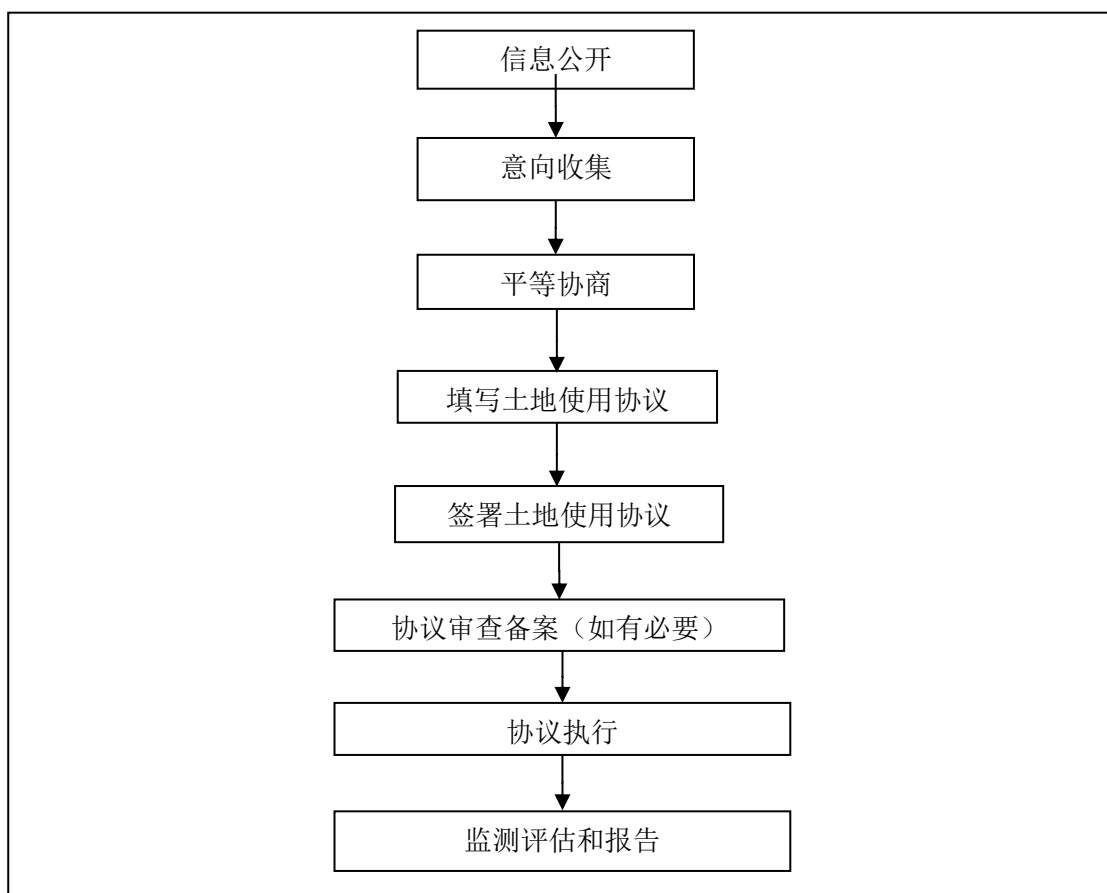 信息公开
意向收集
平等协商
填写土地使用协议
签署土地使用协议
协议审查备案（如有必要）
协议执行
监测评估和报告